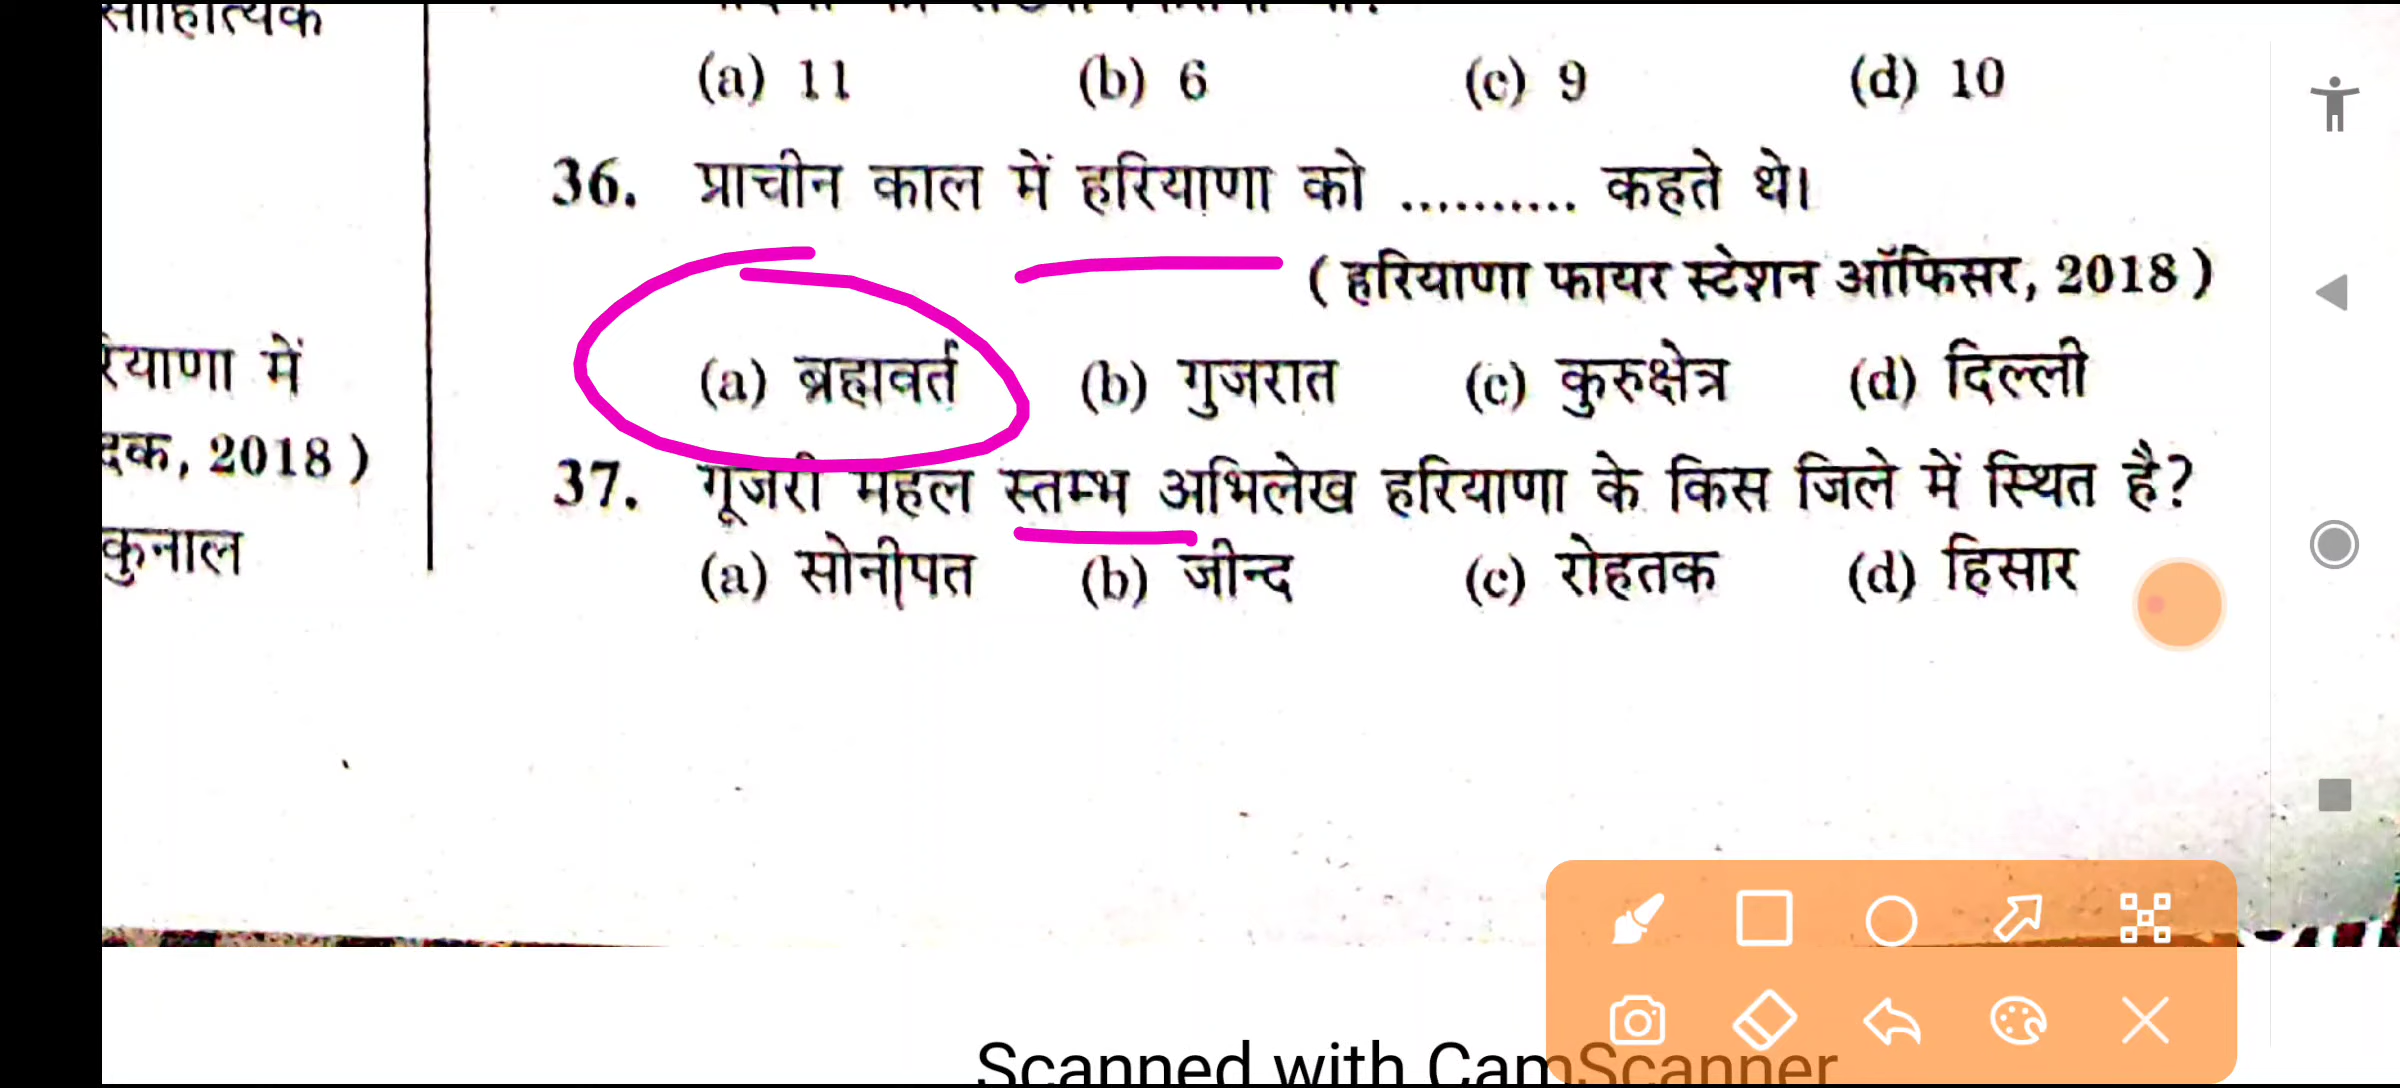 साहित्यिक
(a) 11 (b) 6 (c) 9 (d) 10
36. प्राचीन काल में हरियाणा को .......... कहते थे।
( हरियाणा फायर स्टेशन ऑफिसर, 2018 )
(a) ब्रह्मवर्त (b) गुजरात (c) कुरुक्षेत्र (d) दिल्ली
37. गूजरी महल स्तम्भ अभिलेख हरियाणा के किस जिले में स्थित है?
(a) सोनीपत (b) जीन्द (c) रोहतक (d) हिसार
रियाणा में
दक, 2018 )
कुनाल
Scanned with CamScanner